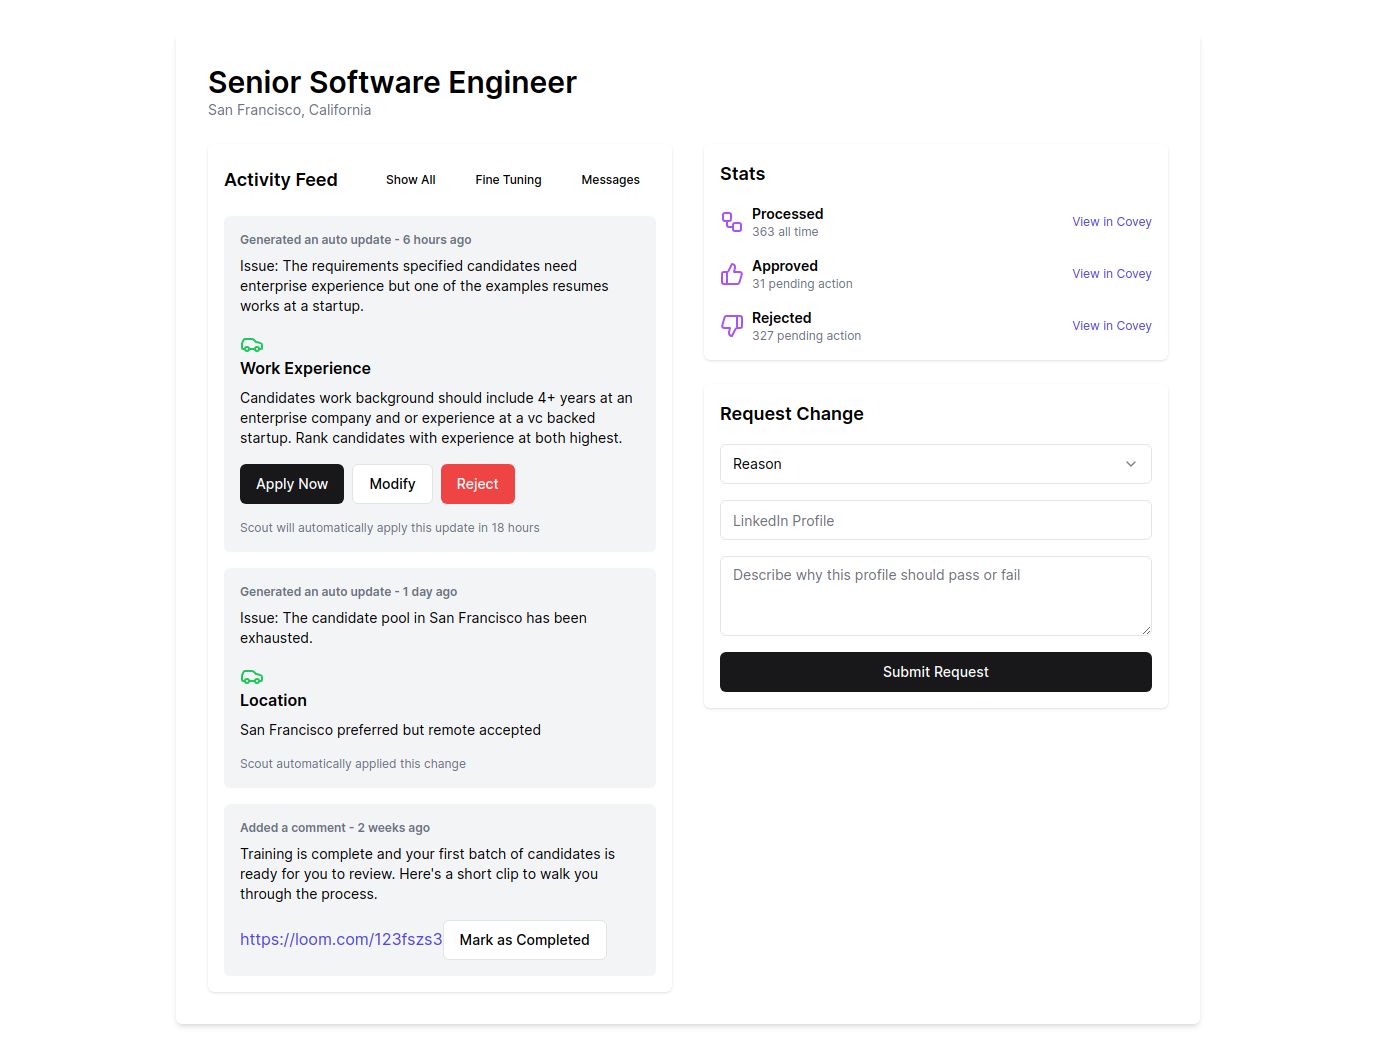 Senior Software Engineer
San Francisco, California
Activity Feed
Show All
Fine Tuning
Messages
Generated an auto update - 6 hours ago
Issue: The requirements specified candidates need
enterprise experience but one of the examples resumes
works at a startup.
Work Experience
Candidates work background should include 4+ years at an
enterprise company and or experience at a vc backed
startup. Rank candidates with experience at both highest.
Apply Now
Modify
Reject
Scout will automatically apply this update in 18 hours
Generated an auto update - 1 day ago
Issue: The candidate pool in San Francisco has been
exhausted.
Location
San Francisco preferred but remote accepted
Scout automatically applied this change
Added a comment - 2 weeks ago
Training is complete and your first batch of candidates is
ready for you to review. Here's a short clip to walk you
through the process.
https://loom.com/123fszs3
Mark as Completed
Stats
Processed
363 all time
View in Covey
Approved
31 pending action
View in Covey
Rejected
327 pending action
View in Covey
Request Change
Reason
LinkedIn Profile
Describe why this profile should pass or fail
Submit Request